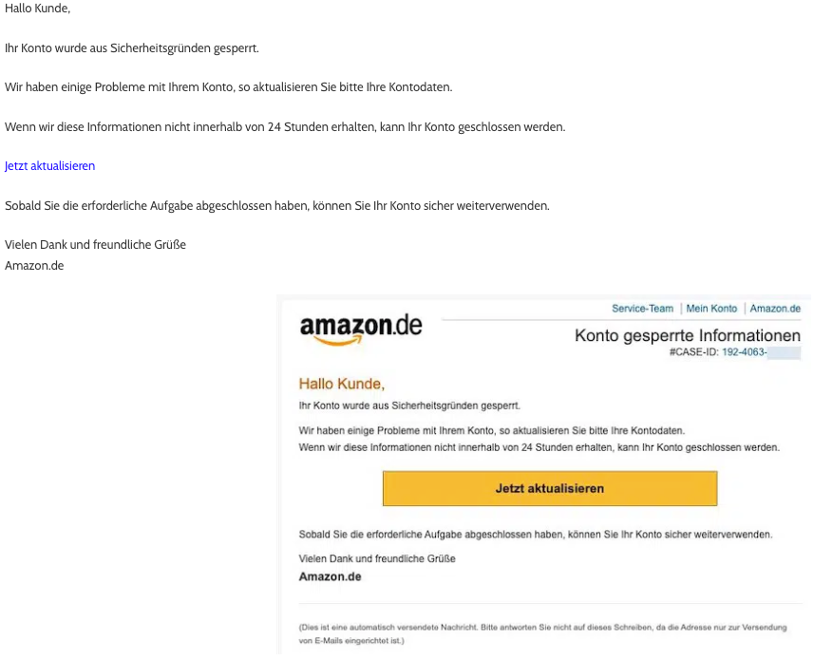 Hallo Kunde,
Ihr Konto wurde aus Sicherheitsgründen gesperrt.
Wir haben einige Probleme mit Ihrem Konto, so aktualisieren Sie bitte Ihre Kontodaten.
Wenn wir diese Informationen nicht innerhalb von 24 Stunden erhalten, kann Ihr Konto geschlossen werden.
Jetzt aktualisieren
Sobald Sie die erforderliche Aufgabe abgeschlossen haben, können Sie Ihr Konto sicher weiterverwenden.
Vielen Dank und freundliche Grüße
Amazon.de
Service-Team | Mein Konto | Amazon.de
amazon.de
Konto gesperrte Informationen
#CASE-ID: 192-4063-
Hallo Kunde,
Ihr Konto wurde aus Sicherheitsgründen gesperrt.
Wir haben einige Probleme mit Ihrem Konto, so aktualisieren Sie bitte Ihre Kontodaten.
Wenn wir diese Informationen nicht innerhalb von 24 Stunden erhalten, kann Ihr Konto geschlossen werden.
Jetzt aktualisieren
Sobald Sie die erforderliche Aufgabe abgeschlossen haben, können Sie Ihr Konto sicher weiterverwenden.
Vielen Dank und freundliche Grüße
Amazon.de
(Dies ist eine automatisch versendete Nachricht. Bitte antworten Sie nicht auf dieses Schreiben, da die Adresse nur zur Versendung
von E-Mails eingerichtet ist.)